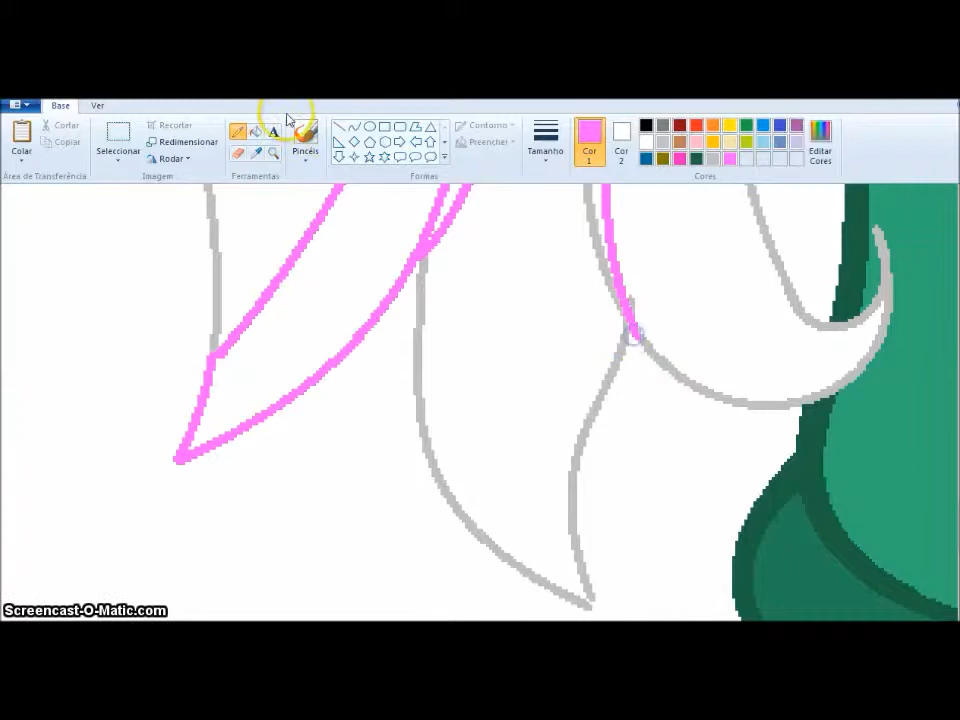 Base Ver
Colar
Cortar
Copiar
Área de Transferência
Seleccionar
Recortar
Redimensionar
Rodar
Imagem
A
Ferramentas
Pincéis
Contorno
Preencher
Formas
Tamanho
Cor
1
Cor
2
Editar
Cores
Cores
Screencast-O-Matic.com